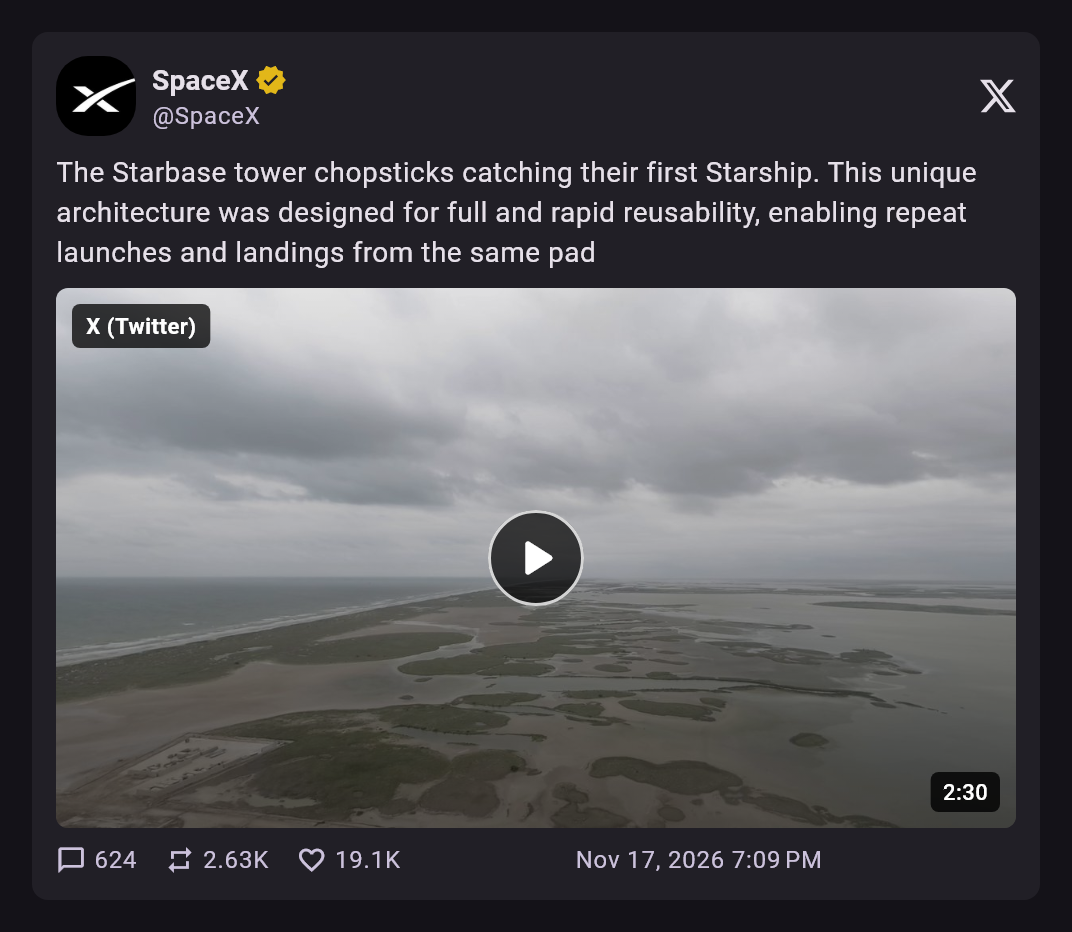 SpaceX
@SpaceX
The Starbase tower chopsticks catching their first Starship. This unique
architecture was designed for full and rapid reusability, enabling repeat
launches and landings from the same pad
X (Twitter)
2:30
624 2.63K 19.1K Nov 17, 2026 7:09 PM